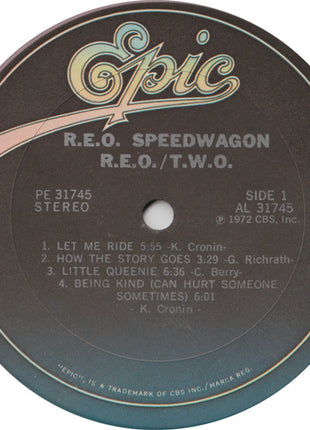 Epic
R.E.O. SPEEDWAGON
R.E.O./T.W.O.
PE 31745 SIDE 1
STEREO AL 31745
℗ 1972 CBS, Inc.
1. LET ME RIDE 5:55 -K. Cronin-
2. HOW THE STORY GOES 3:29 -G. Richrath-
3. LITTLE QUEENIE 6:36 -C. Berry-
4. BEING KIND (CAN HURT SOMEONE
SOMETIMES) 6:01
- K. Cronin -
"EPIC", IS A TRADEMARK OF CBS INC./MARCA REG.